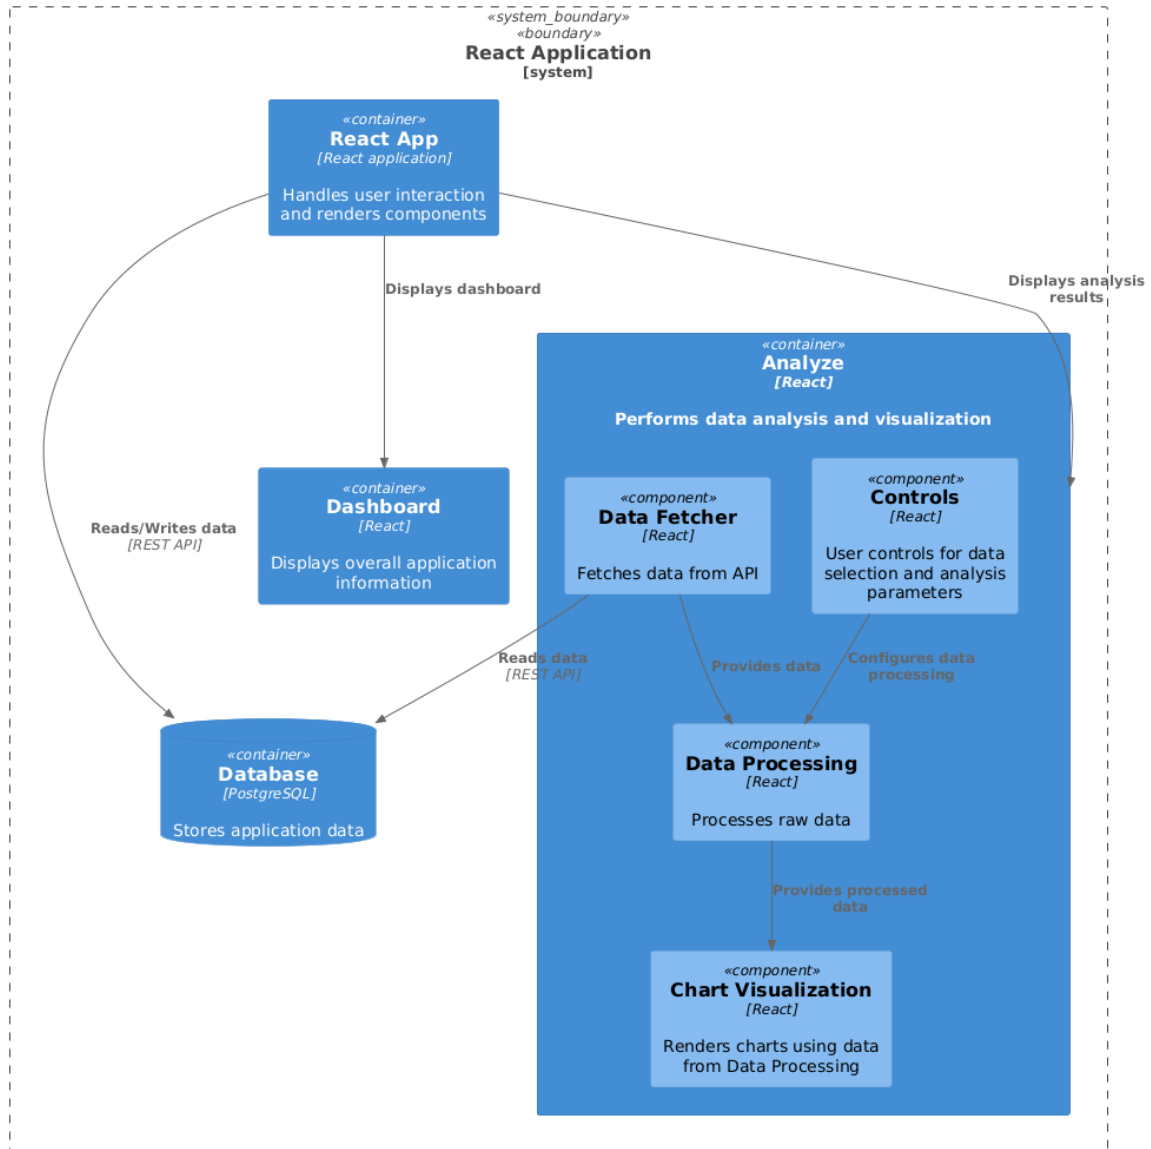 «system_boundary»
«boundary»
React Application
[system]
«container»
React App
[React application]
Handles user interaction
and renders components
Displays dashboard
Displays analysis
results
«container»
Analyze
[React]
Performs data analysis and visualization
«container»
Dashboard
[React]
Displays overall application
information
«component»
Data Fetcher
[React]
Fetches data from API
«component»
Controls
[React]
User controls for data
selection and analysis
parameters
Reads/Writes data
[REST API]
Reads data
[REST API]
Provides data
Configures data
processing
«container»
Database
[PostgreSQL]
Stores application data
«component»
Data Processing
[React]
Processes raw data
Provides processed
data
«component»
Chart Visualization
[React]
Renders charts using data
from Data Processing